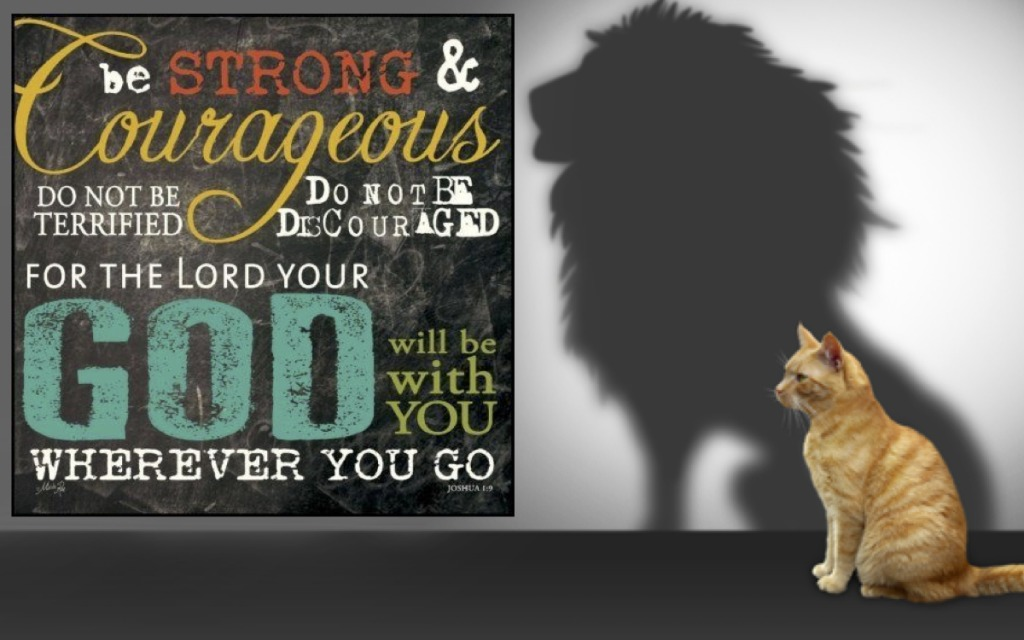 be STRONG &
Courageous
DO NOT BE
TERRIFIED
DO NOT BE
DISCOURAGED
FOR THE LORD YOUR
GOD
will be
with
YOU
WHEREVER YOU GO
JOSHUA 1:9